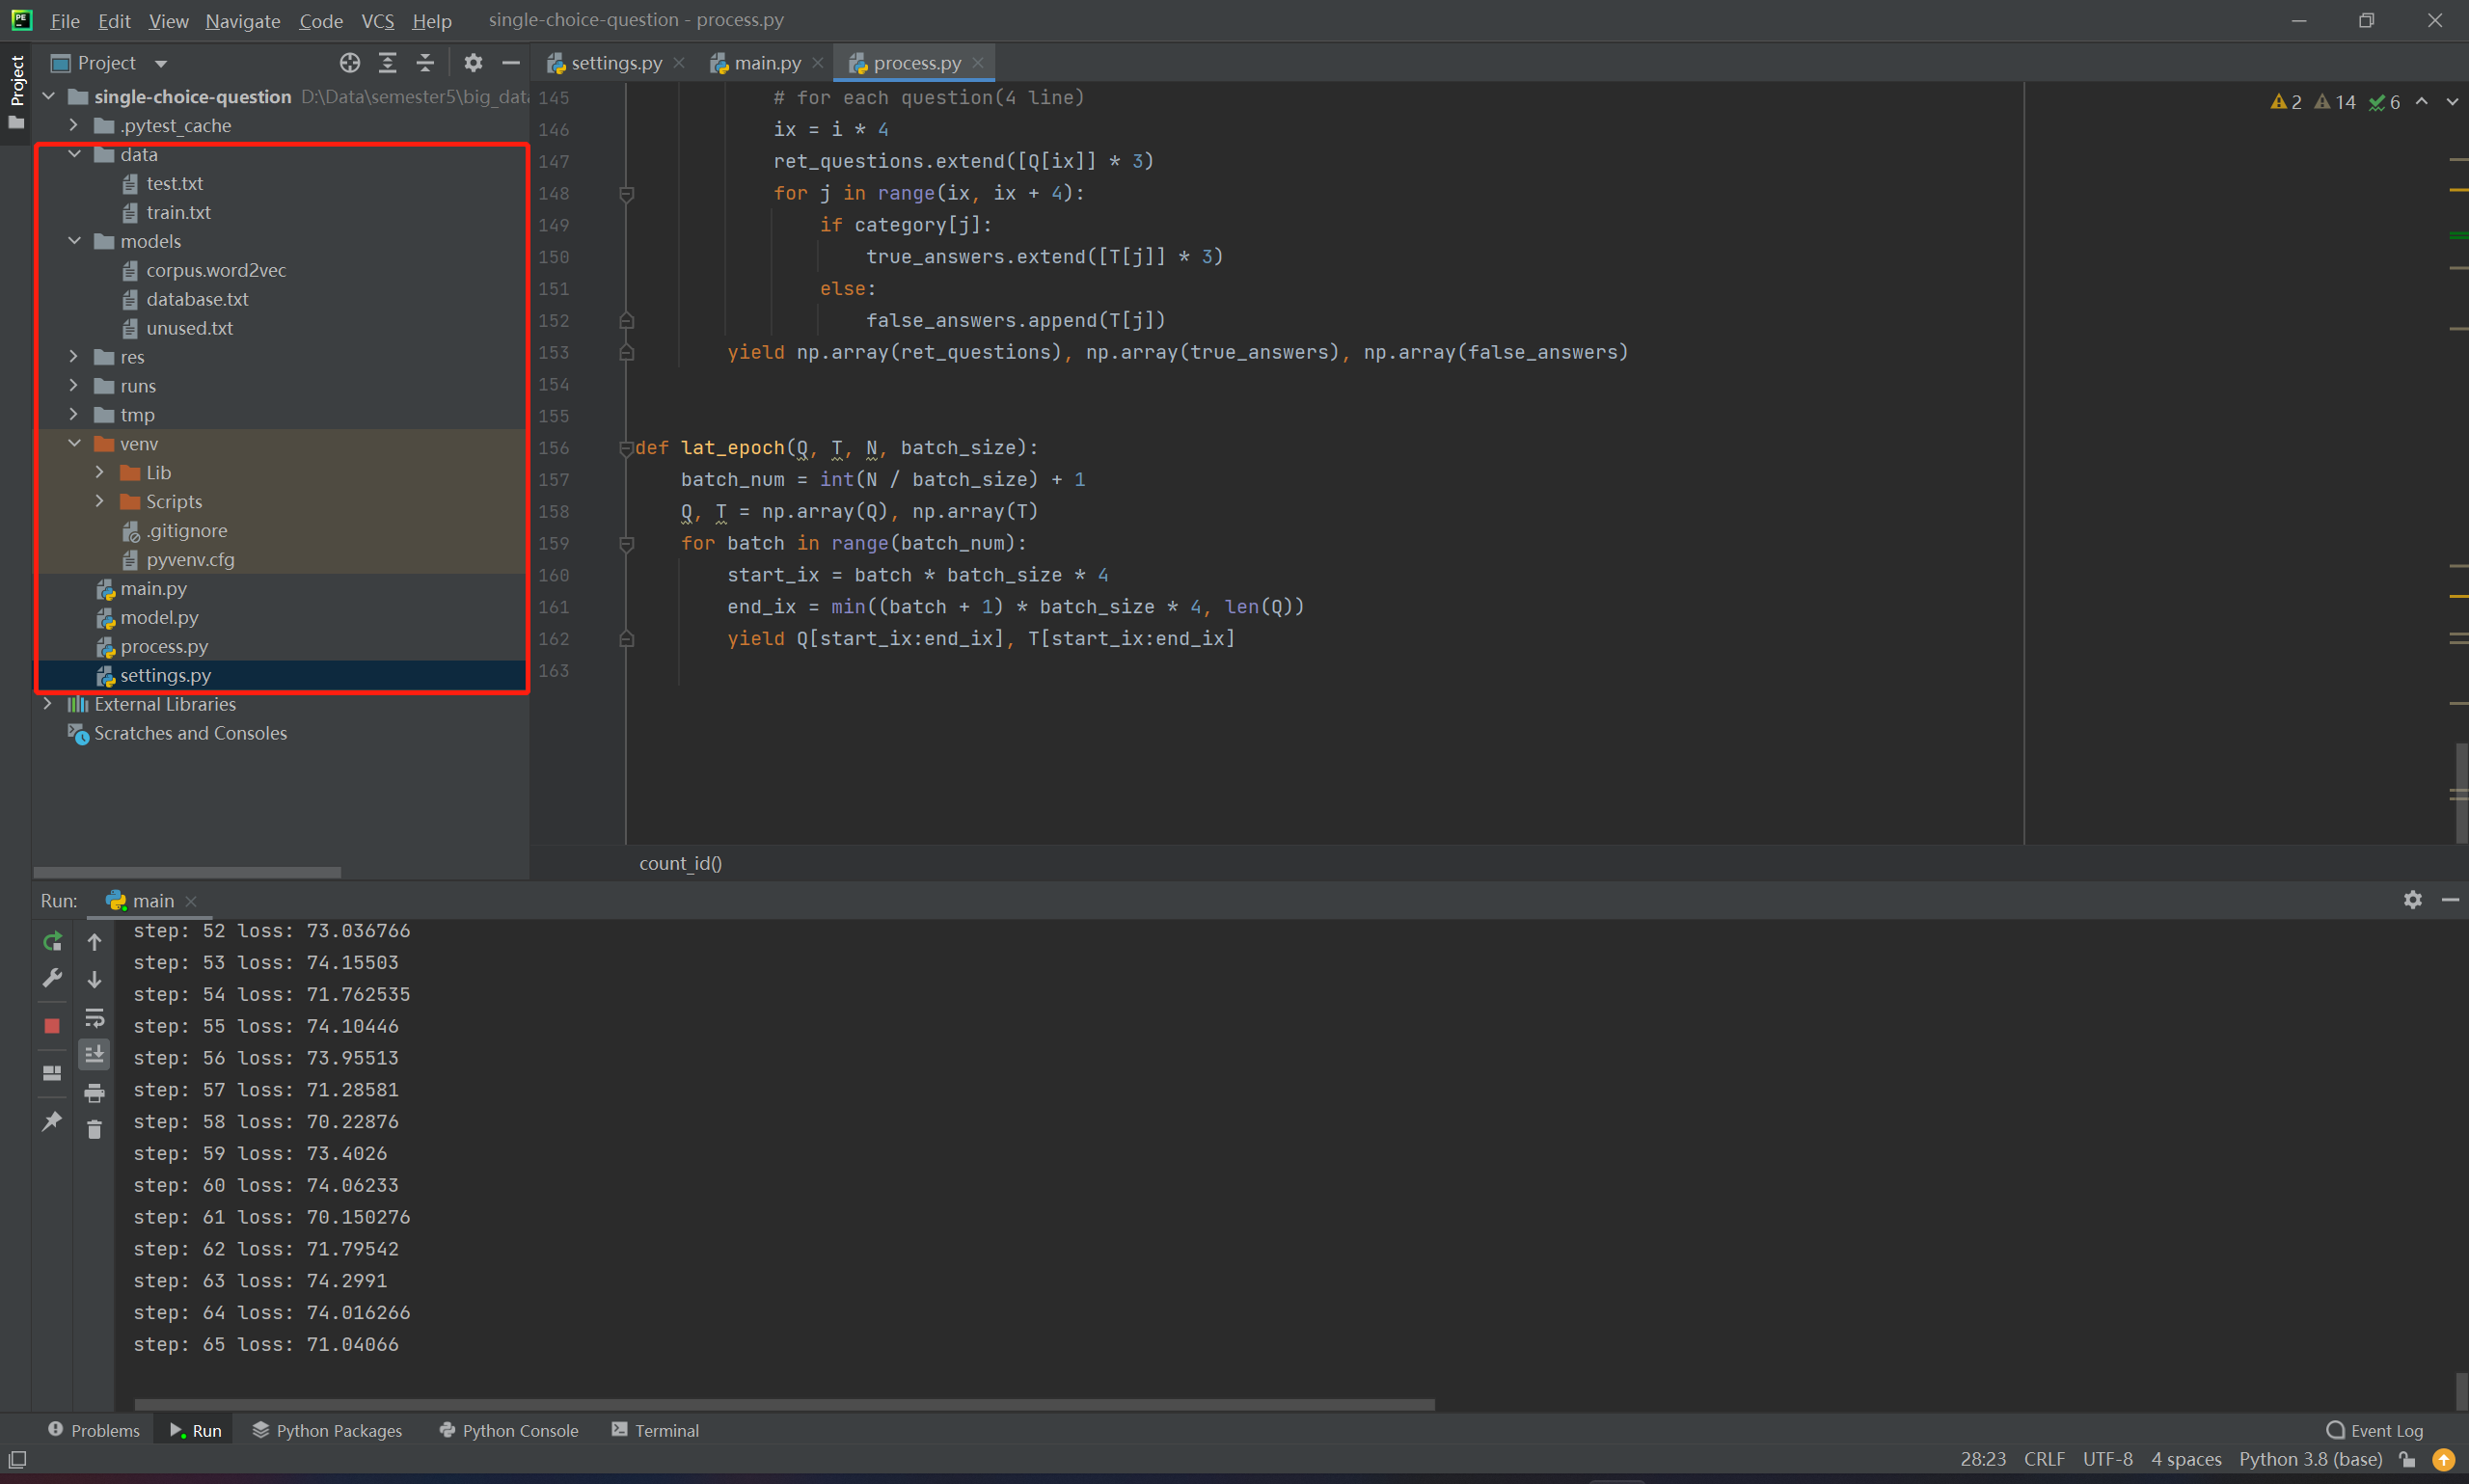 File Edit View Navigate Code VCS Help single-choice-question - process.py
Project
Project
single-choice-question D:\Data\semester5\big_data
.pytest_cache
data
test.txt
train.txt
models
corpus.word2vec
database.txt
unused.txt
res
runs
tmp
venv
Lib
Scripts
.gitignore
pyvenv.cfg
main.py
model.py
process.py
settings.py
External Libraries
Scratches and Consoles
settings.py main.py process.py
2 14 6
145 # for each question(4 line)
146 ix = i * 4
147 ret_questions.extend([Q[ix]] * 3)
148 for j in range(ix, ix + 4):
149 if category[j]:
150 true_answers.extend([T[j]] * 3)
151 else:
152 false_answers.append(T[j])
153 yield np.array(ret_questions), np.array(true_answers), np.array(false_answers)
154
155
156 def lat_epoch(Q, T, N, batch_size):
157 batch_num = int(N / batch_size) + 1
158 Q, T = np.array(Q), np.array(T)
159 for batch in range(batch_num):
160 start_ix = batch * batch_size * 4
161 end_ix = min((batch + 1) * batch_size * 4, len(Q))
162 yield Q[start_ix:end_ix], T[start_ix:end_ix]
163
count_id()
Run: main
step: 52 loss: 73.036766
step: 53 loss: 74.15503
step: 54 loss: 71.762535
step: 55 loss: 74.10446
step: 56 loss: 73.95513
step: 57 loss: 71.28581
step: 58 loss: 70.22876
step: 59 loss: 73.4026
step: 60 loss: 74.06233
step: 61 loss: 70.150276
step: 62 loss: 71.79542
step: 63 loss: 74.2991
step: 64 loss: 74.016266
step: 65 loss: 71.04066
Problems Run Python Packages Python Console Terminal Event Log
28:23 CRLF UTF-8 4 spaces Python 3.8 (base)